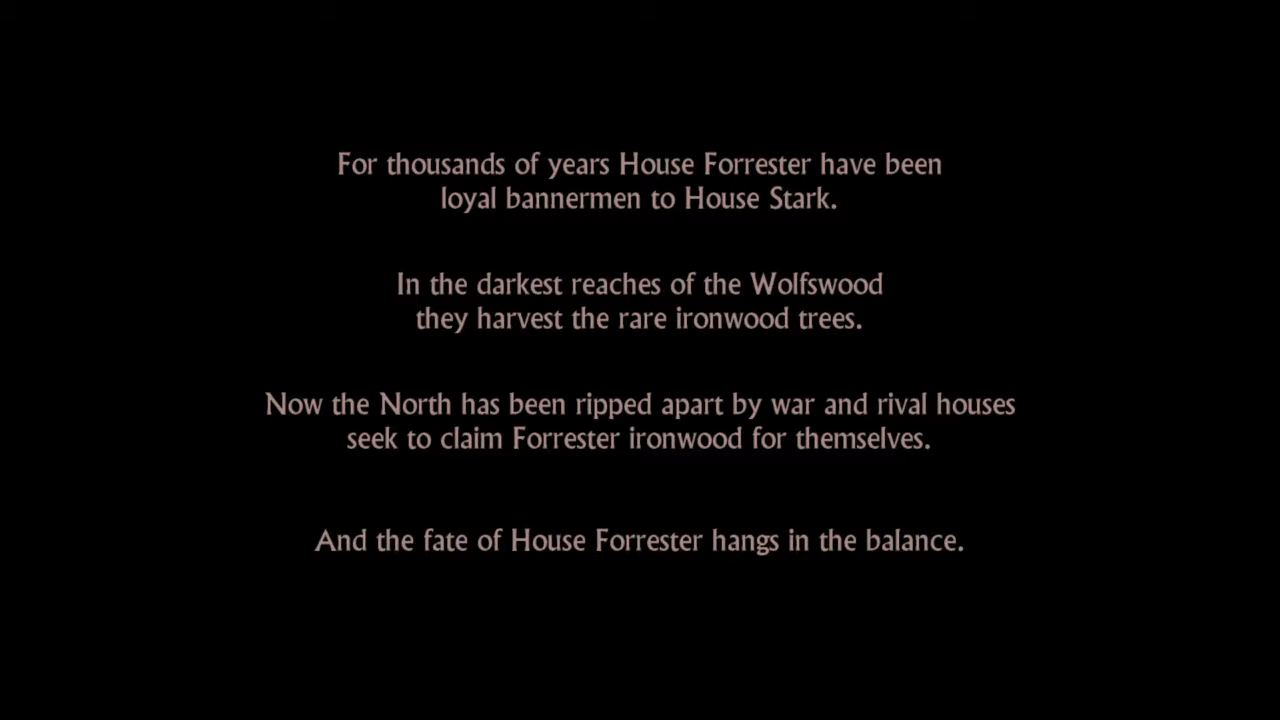 For thousands of years House Forrester have been
loyal bannermen to House Stark.
In the darkest reaches of the Wolfswood
they harvest the rare ironwood trees.
Now the North has been ripped apart by war and rival houses
seek to claim Forrester ironwood for themselves.
And the fate of House Forrester hangs in the balance.